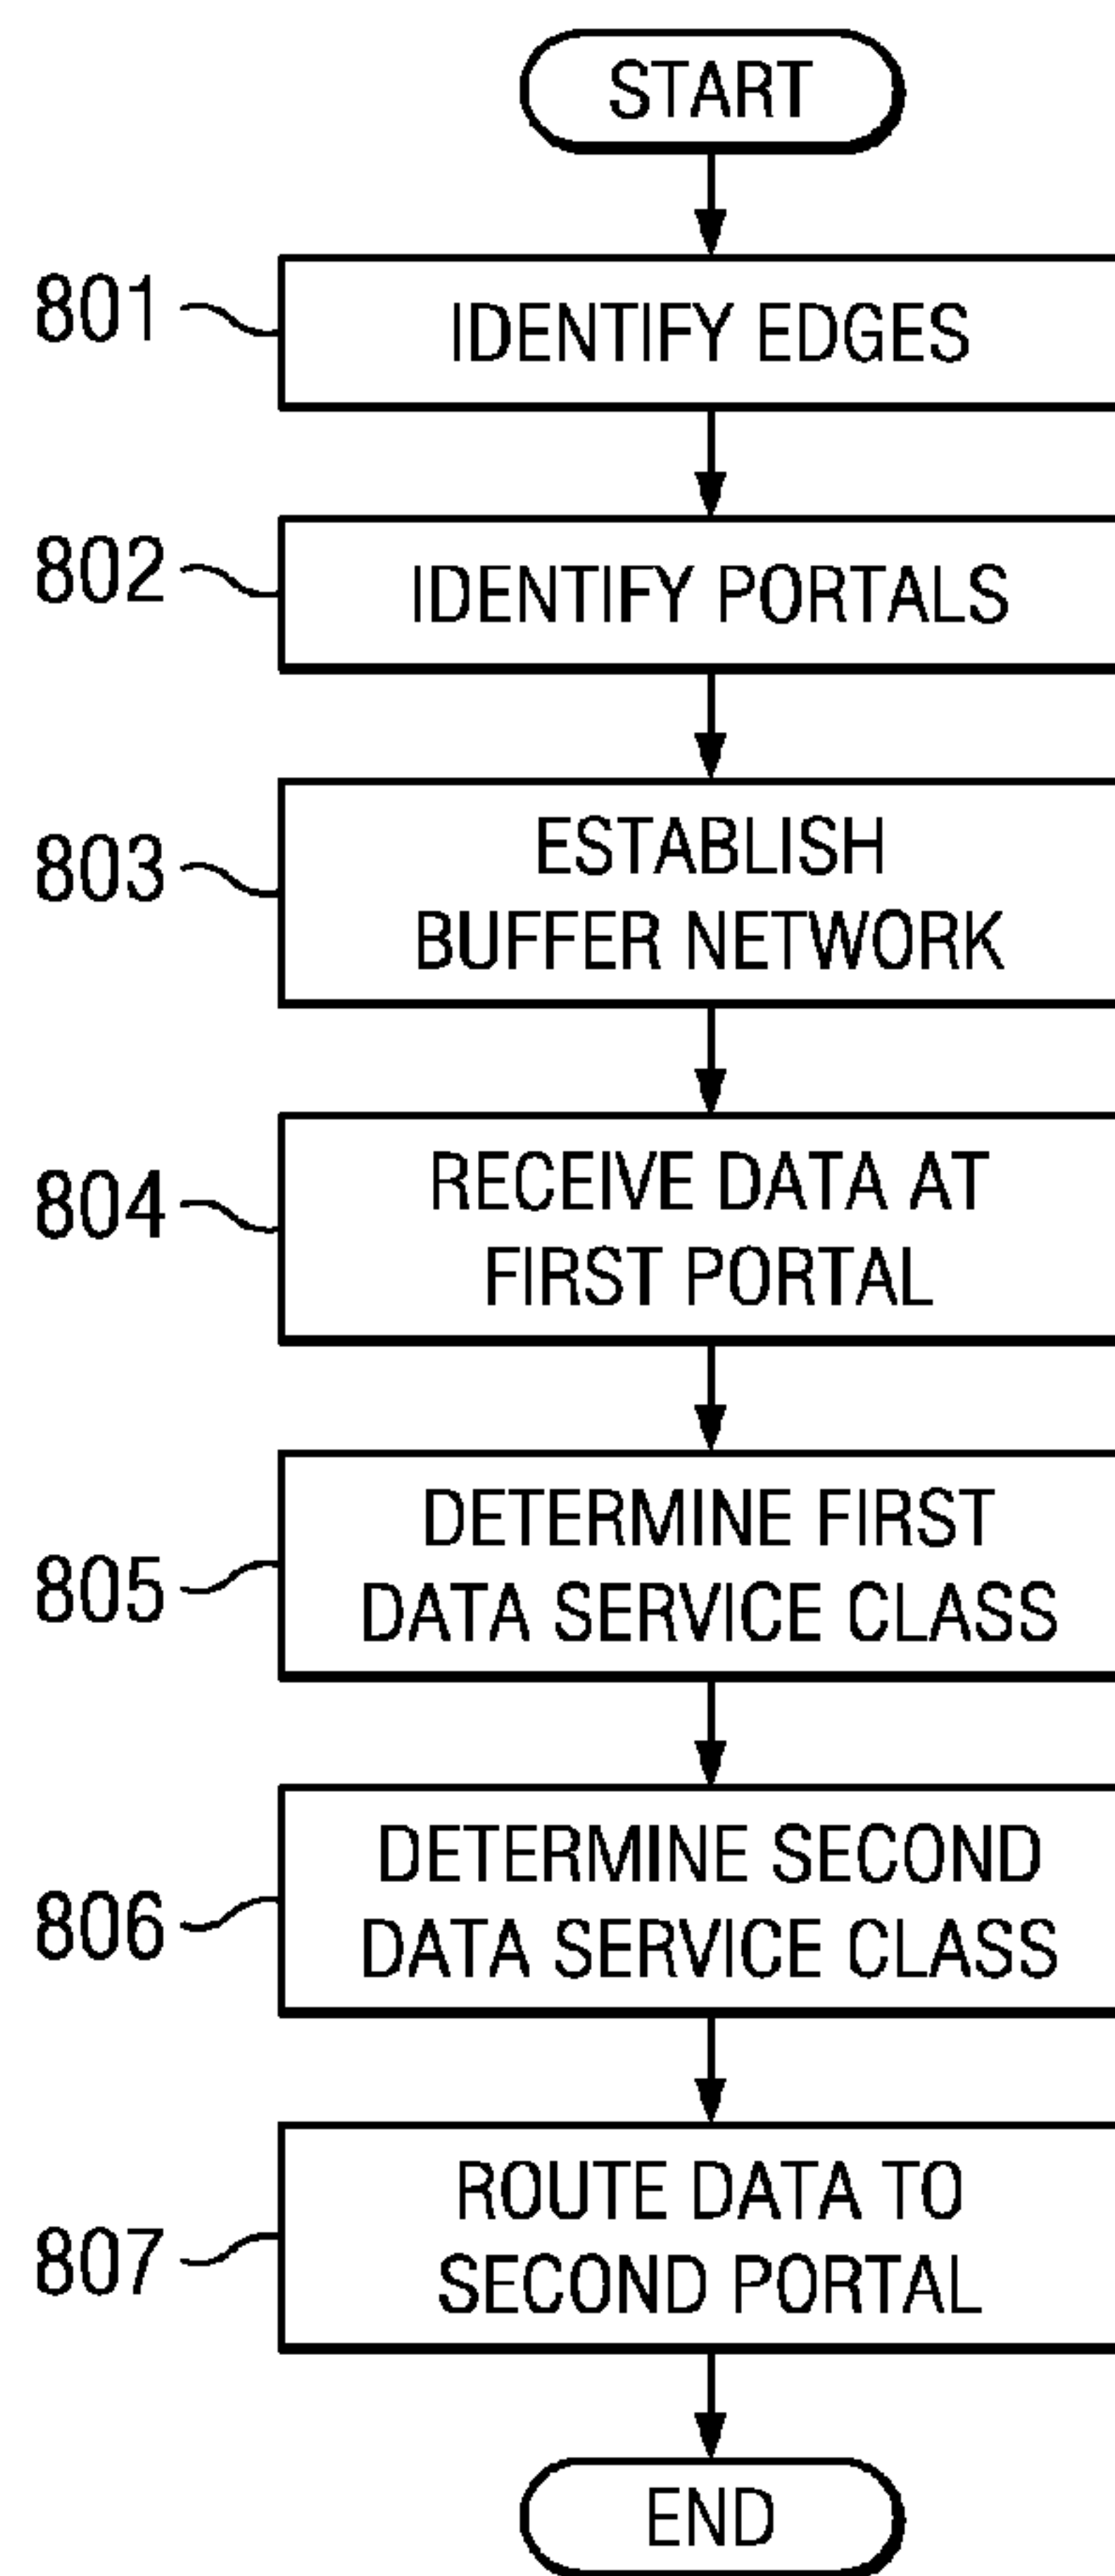 START
801
IDENTIFY EDGES
802
IDENTIFY PORTALS
803
ESTABLISH
BUFFER NETWORK
804
RECEIVE DATA AT
FIRST PORTAL
805
DETERMINE FIRST
DATA SERVICE CLASS
806
DETERMINE SECOND
DATA SERVICE CLASS
807
ROUTE DATA TO
SECOND PORTAL
END